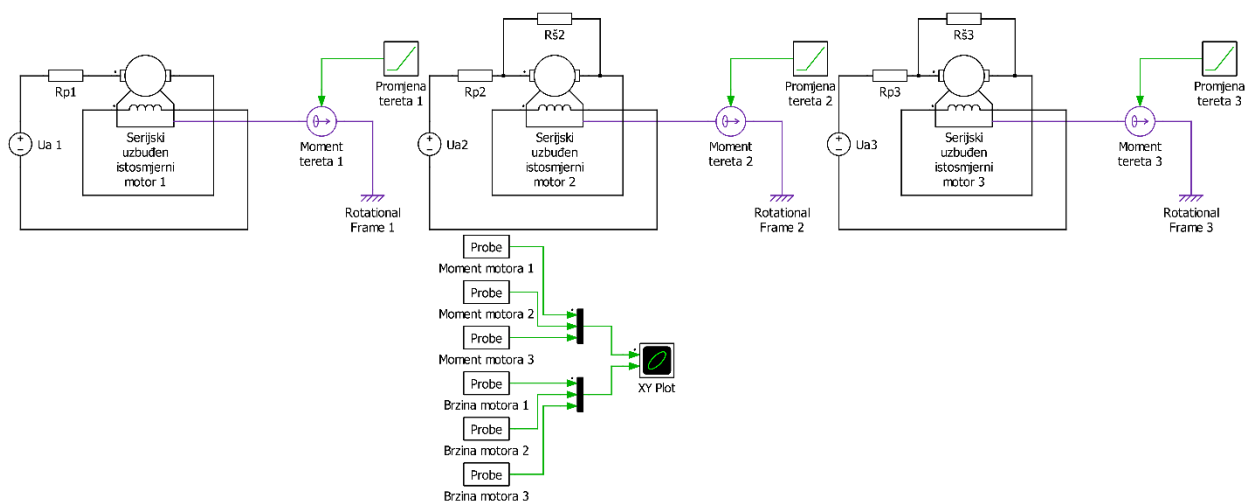 Rp1
Ua 1
Serijski
uzbuđen
istosmjerni
motor 1
Promjena
tereta 1
Moment
tereta 1
Rotational
Frame 1
Rš2
Rp2
Ua2
Serijski
uzbuđen
istosmjerni
motor 2
Promjena
tereta 2
Moment
tereta 2
Rotational
Frame 2
Rš3
Rp3
Ua3
Serijski
uzbuđen
istosmjerni
motor 3
Promjena
tereta 3
Moment
tereta 3
Rotational
Frame 3
Probe
Moment motora 1
Probe
Moment motora 2
Probe
Moment motora 3
Probe
Brzina motora 1
Probe
Brzina motora 2
Probe
Brzina motora 3
XY Plot